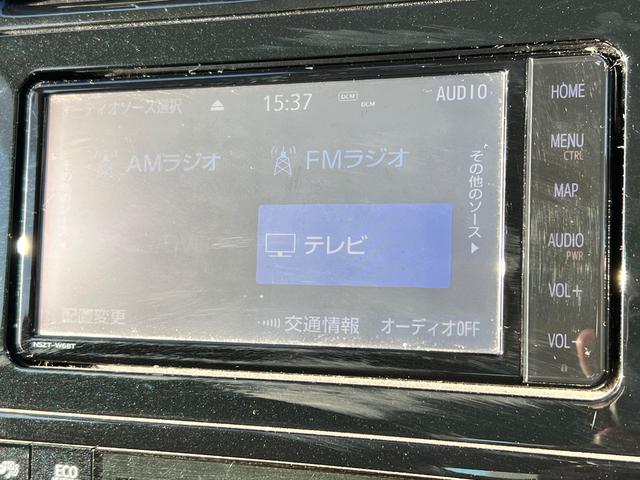 オーディオソース選択 15:37 DCM DCM AUDIO
AMラジオ FMラジオ
その他のソース
テレビ
配置変更 交通情報 オーディオOFF
NSZT-W68T
HOME
MENU
CTRL
MAP
AUDIO
PWR
VOL+
VOL-
ECO